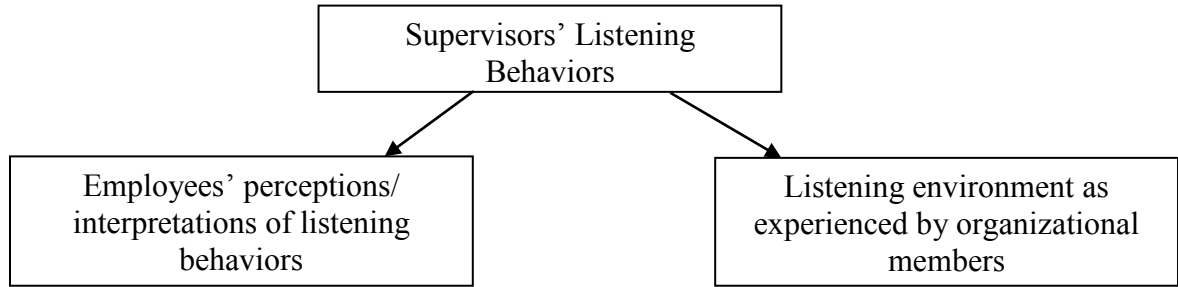 Supervisors’ Listening
Behaviors
Employees’ perceptions/
interpretations of listening
behaviors
Listening environment as
experienced by organizational
members